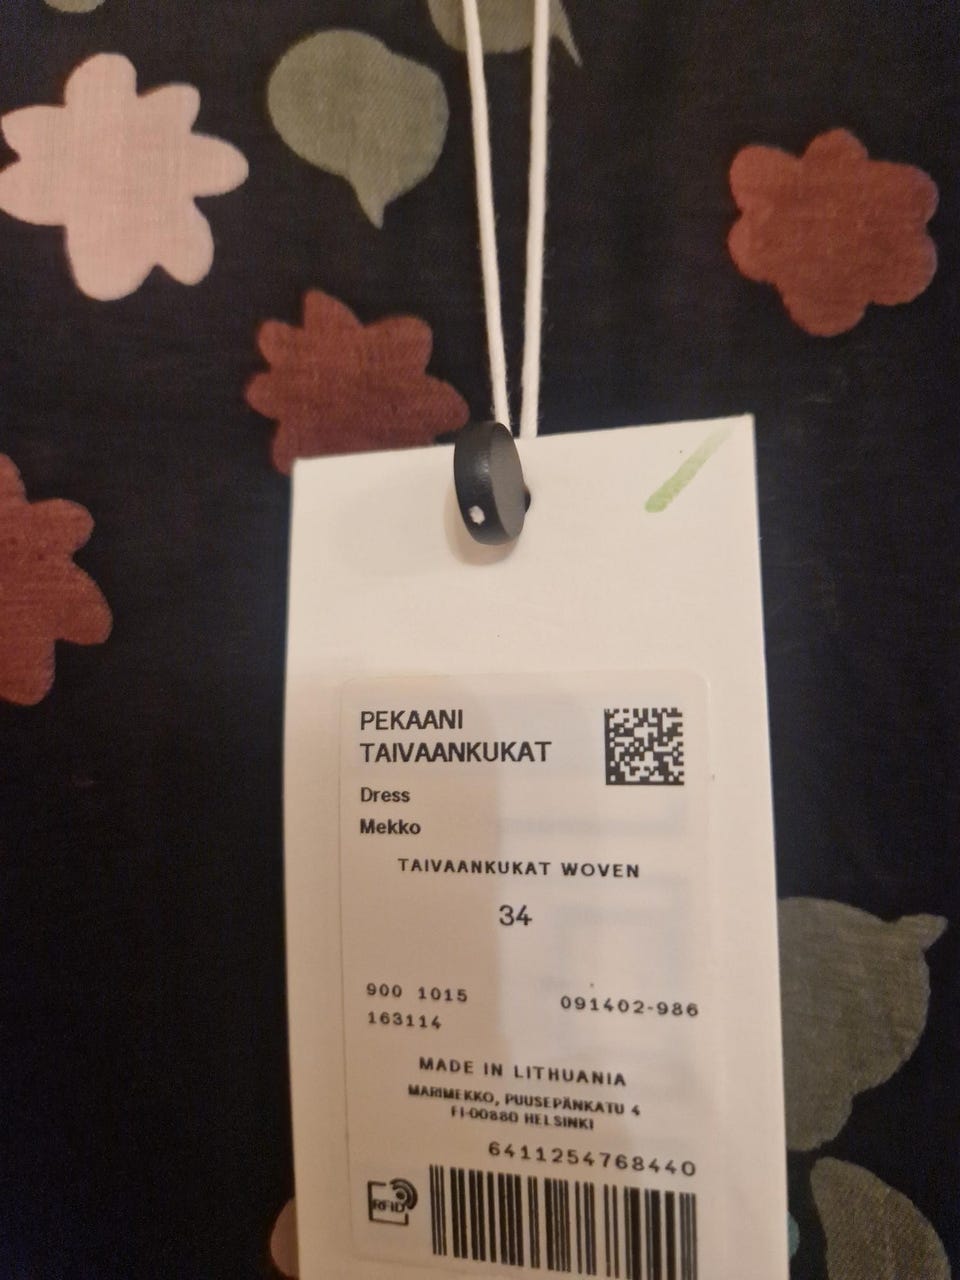 PEKAANI
TAIVAANKUKAT
Dress
Mekko
TAIVAANKUKAT WOVEN
34
900 1015
163114
091402-986
MADE IN LITHUANIA
MARIMEKKO, PUUSEPÄNKATU 4
FI-00880 HELSINKI
6411254768440
RFID